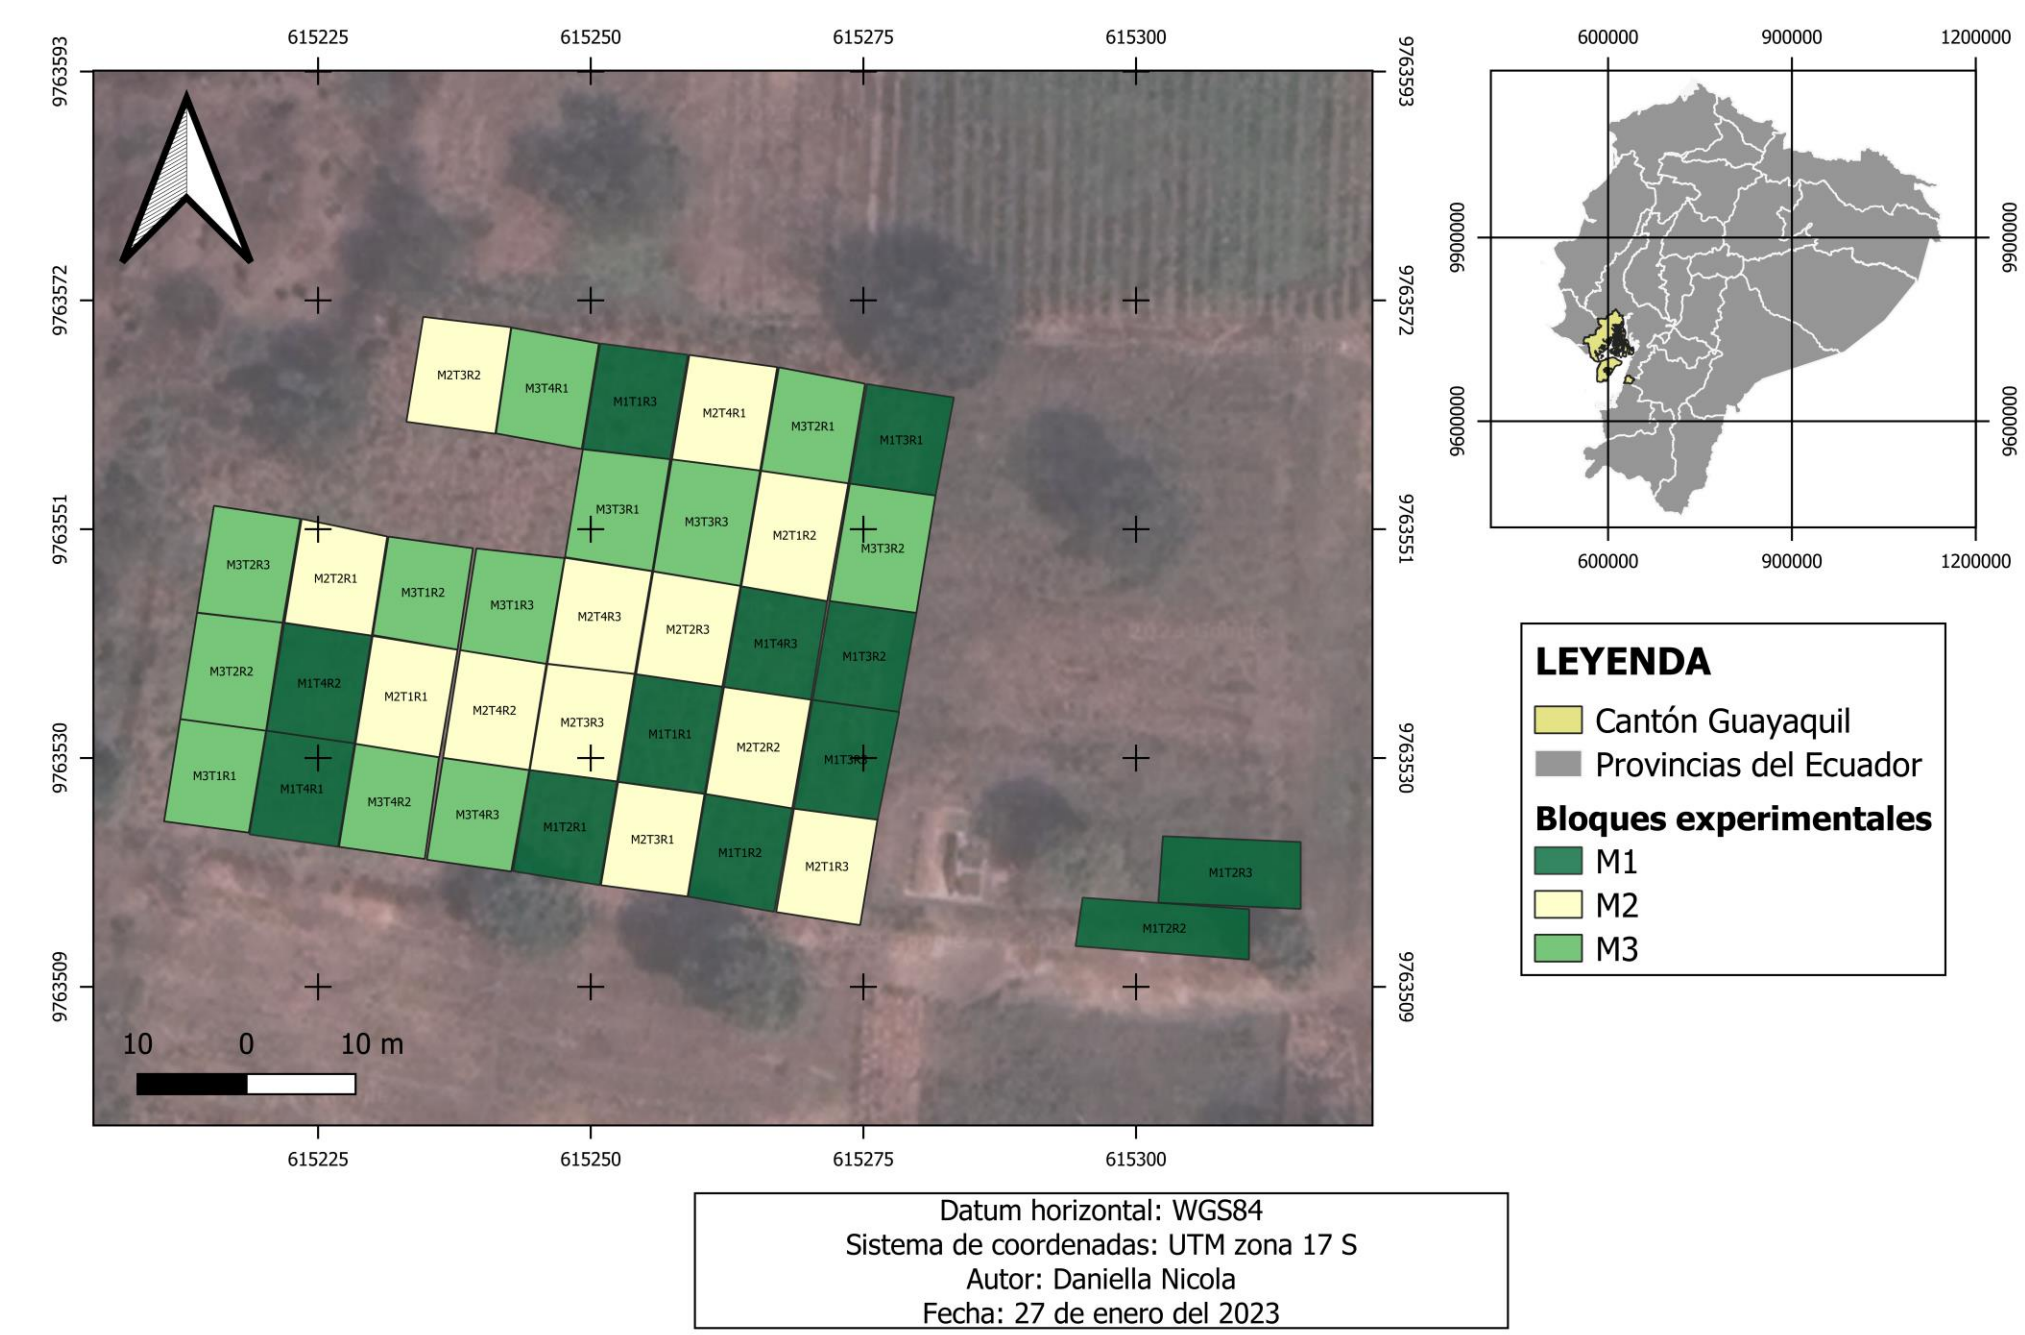 615225 615250 615275 615300
9763593
9763593
9763572
9763572
9763551
9763551
9763530
9763530
9763509
9763509
M2T3R2
M3T4R1
M1T1R3
M2T4R1
M3T2R1
M1T3R1
M3T3R1
M3T3R3
M2T1R2
M3T3R2
M3T2R3
M2T2R1
M3T1R2
M3T1R3
M2T4R3
M2T2R3
M1T4R3
M1T3R2
M3T2R2
M1T4R2
M2T1R1
M2T4R2
M2T3R3
M1T1R1
M2T2R2
M1T3R3
M3T1R1
M1T4R1
M3T4R2
M3T4R3
M1T2R1
M2T3R1
M1T1R2
M2T1R3
M1T2R3
M1T2R2
10 0 10 m
615225 615250 615275 615300
600000 900000 1200000
9900000
9900000
9600000
9600000
600000 900000 1200000
LEYENDA
Cantón Guayaquil
Provincias del Ecuador
Bloques experimentales
M1
M2
M3
Datum horizontal: WGS84
Sistema de coordenadas: UTM zona 17 S
Autor: Daniella Nicola
Fecha: 27 de enero del 2023